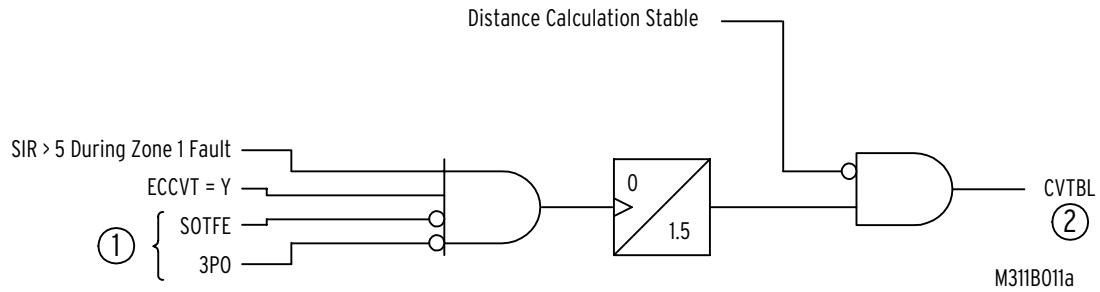 Distance Calculation Stable
SIR > 5 During Zone 1 Fault
ECCVT = Y
SOTFE
3PO
1
0
1.5
CVTBL
2
M311B011a